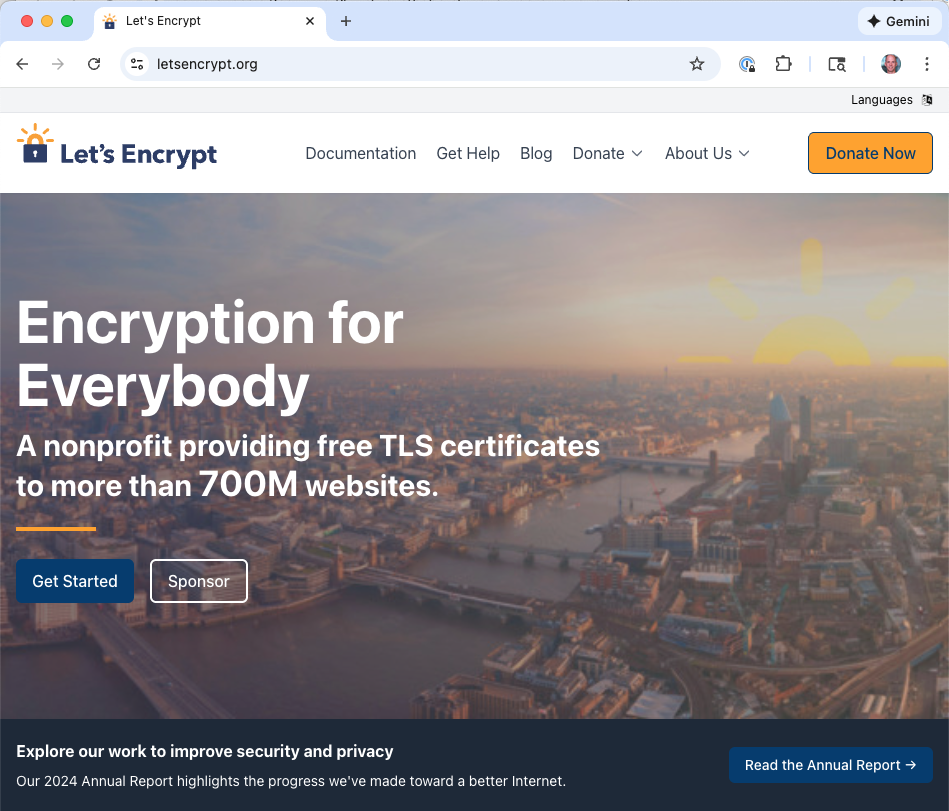 Let's Encrypt
Gemini
letsencrypt.org
Languages
Let's Encrypt
Documentation Get Help Blog Donate About Us
Donate Now
Encryption for
Everybody
A nonprofit providing free TLS certificates
to more than 700M websites.
Get Started Sponsor
Explore our work to improve security and privacy
Our 2024 Annual Report highlights the progress we've made toward a better Internet.
Read the Annual Report →